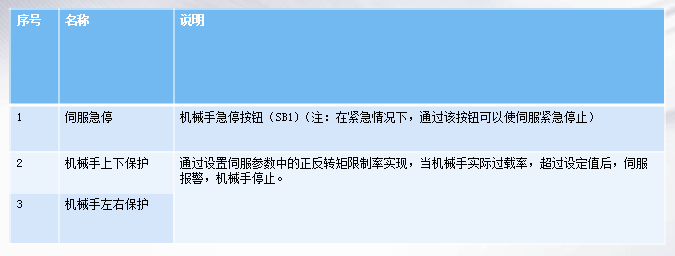 序号 名称 说明
1 伺服急停 机械手急停按钮（SB1）（注：在紧急情况下，通过该按钮可以使伺服紧急停止）
2 机械手上下保护 通过设置伺服参数中的正反转矩限制率实现，当机械手实际过载率，超过设定值后，伺服
报警，机械手停止。
3 机械手左右保护